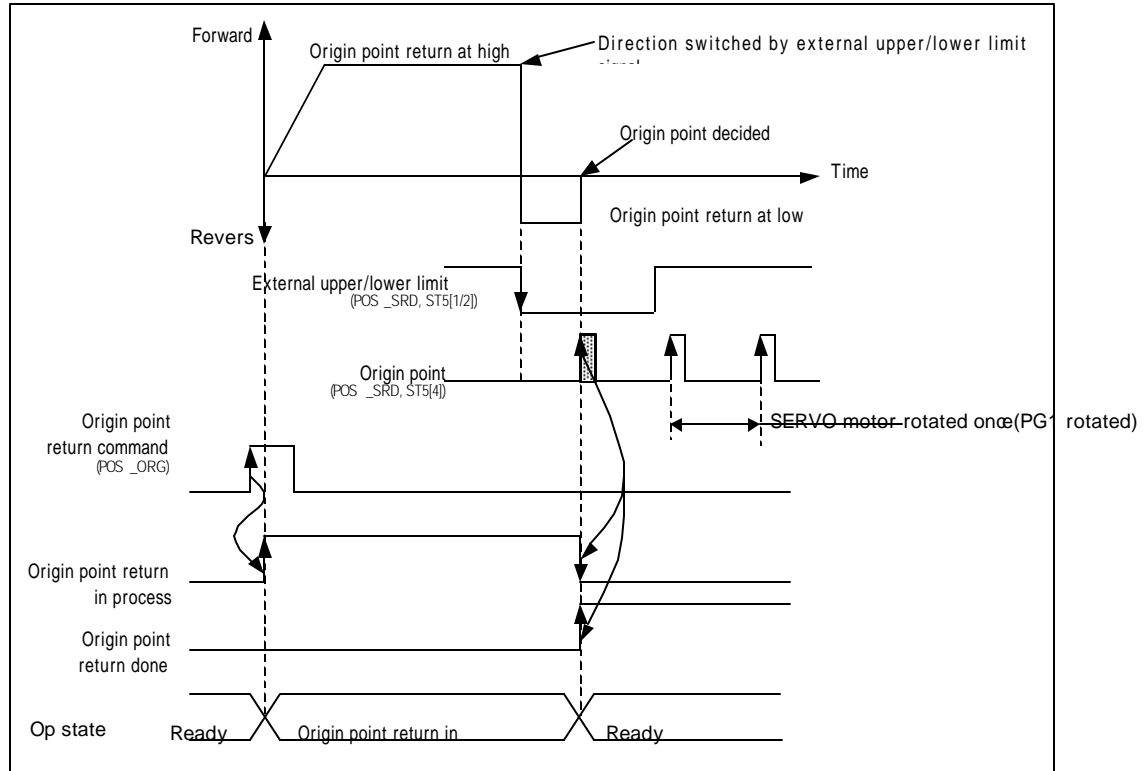 Forward
Origin point return at high
Direction switched by external upper/lower limit
Origin point decided
Time
Origin point return at low
Revers
External upper/lower limit
(POS _SRD, ST5[1/2])
Origin point
(POS _SRD, ST5[4])
SERVO motor rotated once(PG1 rotated)
Origin point
return command
(POS _ORG)
Origin point return
in process
Origin point
return done
Op state
Ready
Origin point return in
Ready